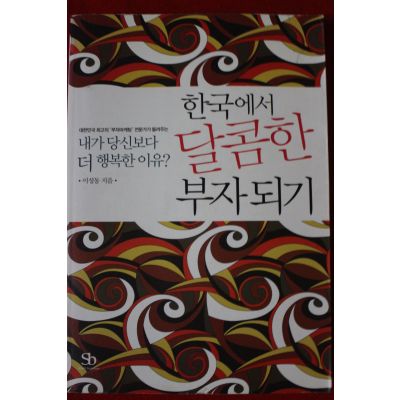 한국에서
달콤한
부자 되기
대한민국 최고의 '부자마케팅' 전문가가 들려주는
내가 당신보다
더 행복한 이유?
• 이성동 지음 •
Sb